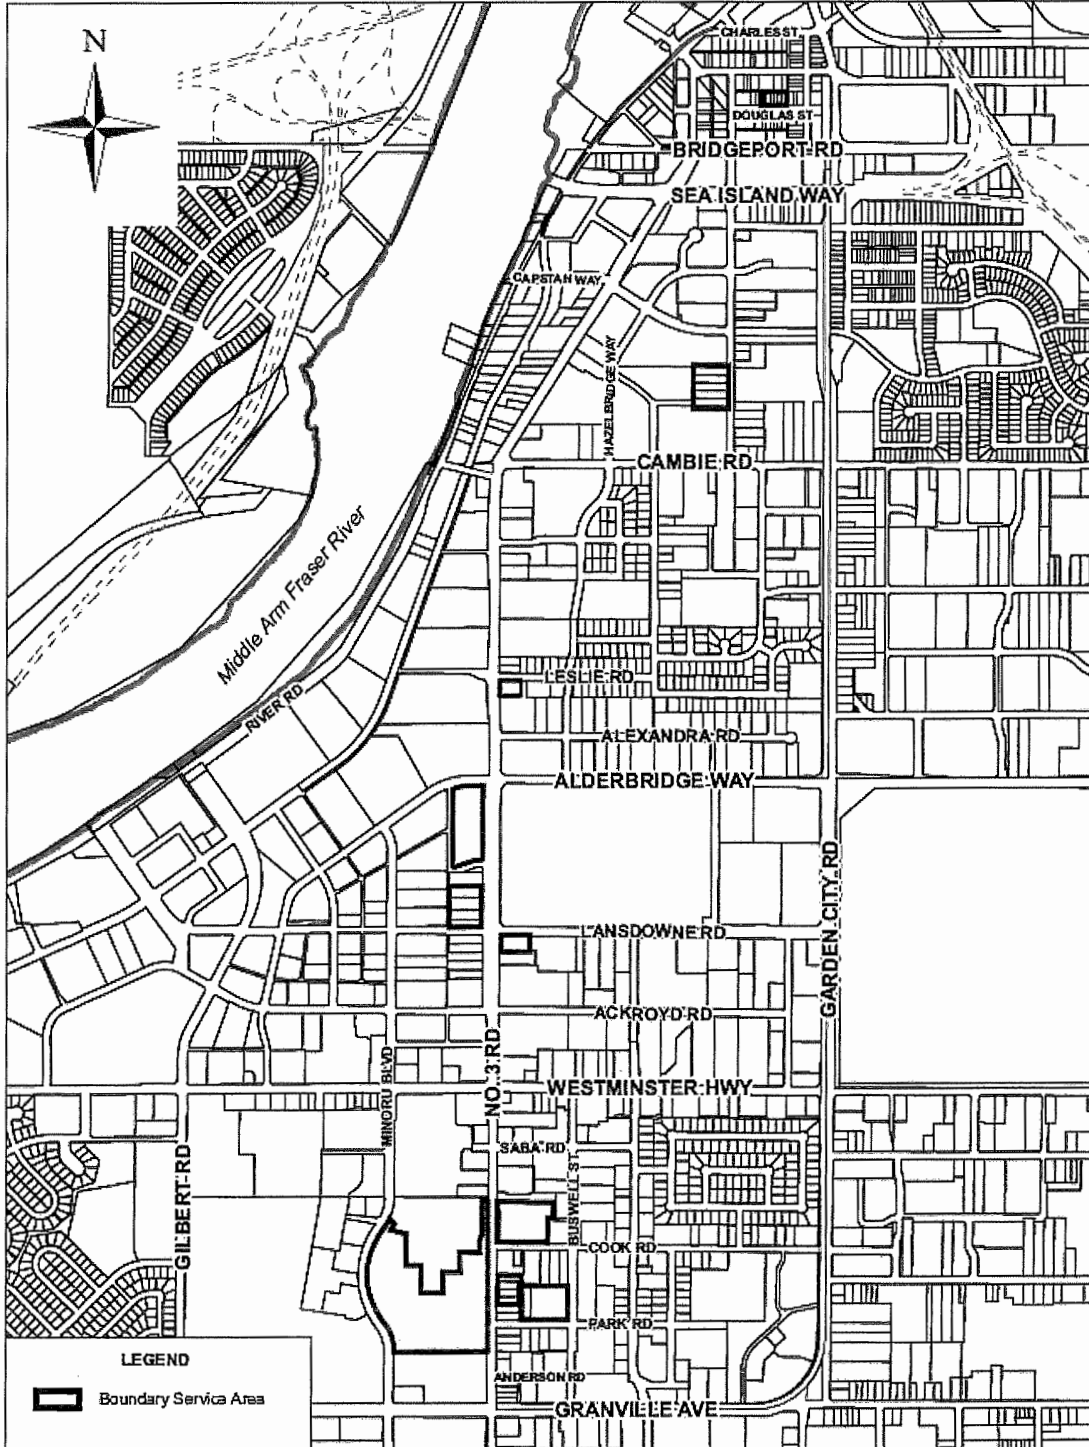 N
CHARLES ST
DOUGLAS ST
BRIDGEPORT RD
SEA ISLAND WAY
CAPSTAN WAY
HAZELBRIDGE WAY
CAMBIE RD
Middle Arm Fraser River
LESLIE RD
RIVER RD
ALEXANDRA RD
ALDERBRIDGE WAY
GARDEN CITY RD
LANSDOWNE RD
ACKROYD RD
NO. 3 RD
MINORU BLVD
WESTMINSTER HWY
SABA RD
GILBERT RD
BUSWELL ST
COOK RD
PARK RD
LEGEND
ANDERSON RD
Boundary Service Area
GRANVILLE AVE